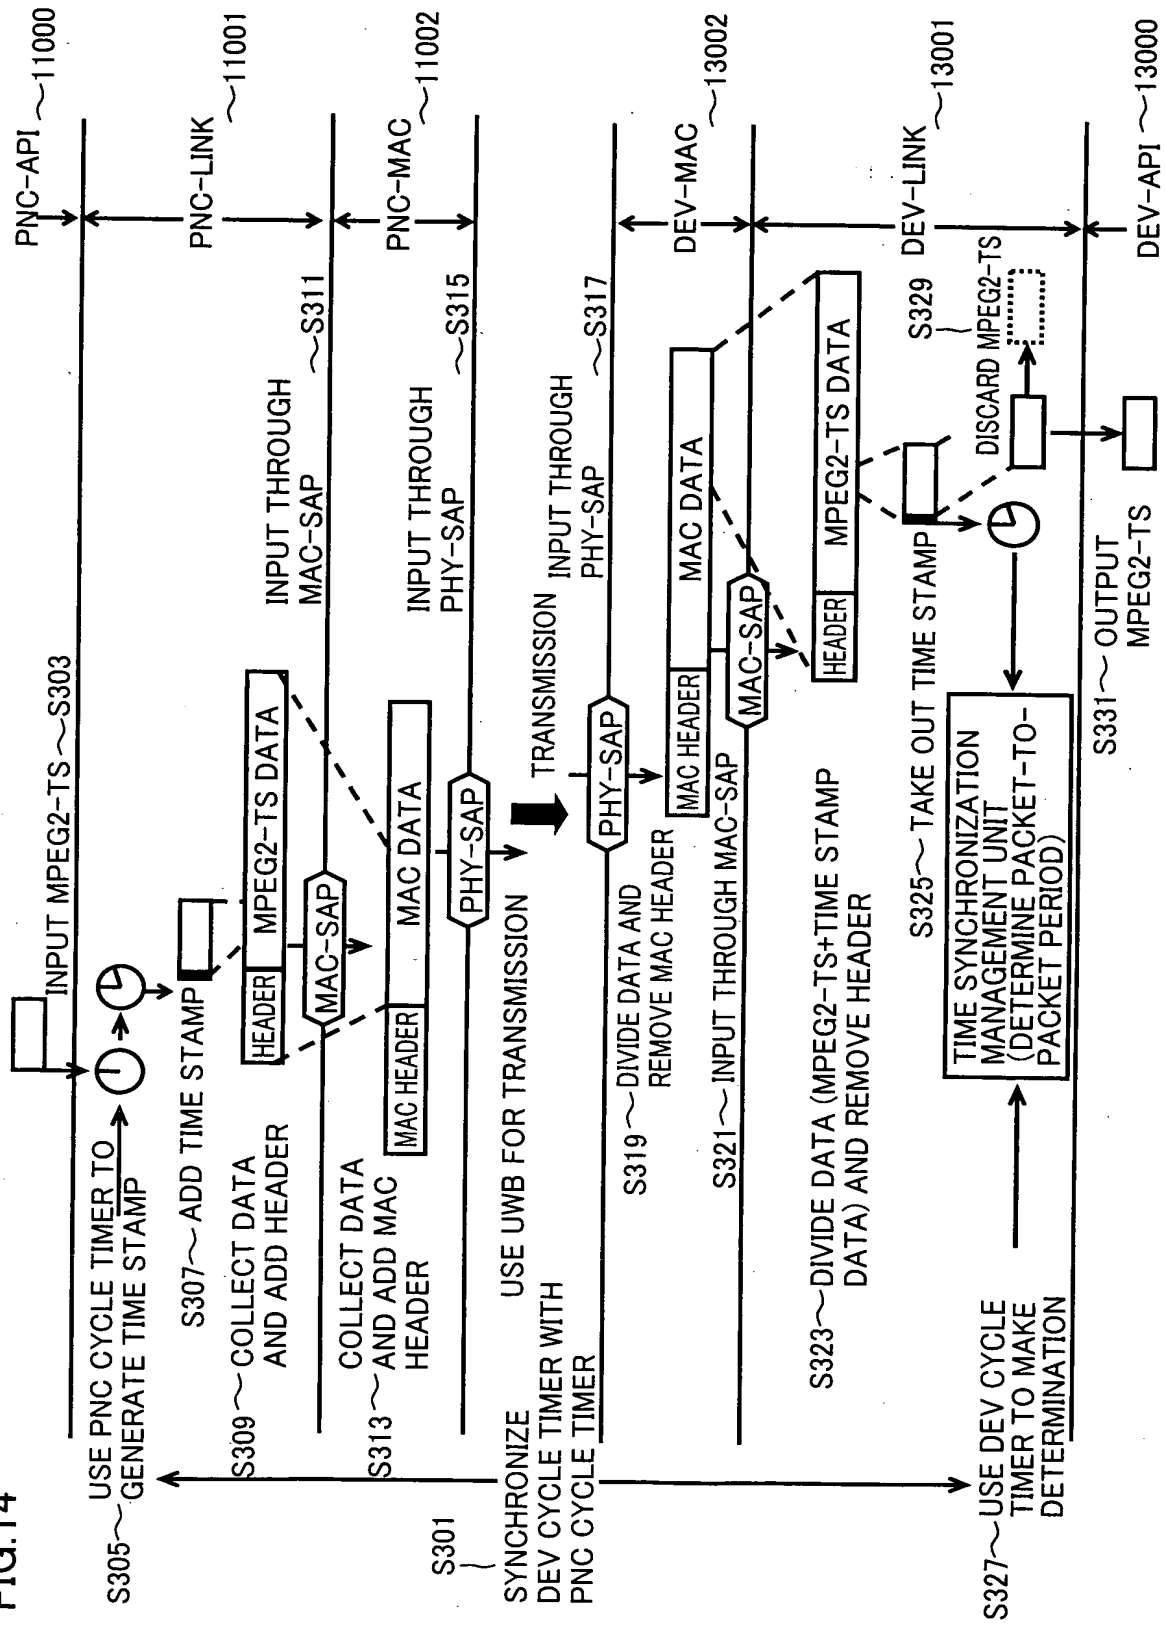 FIG.14
PNC-API
11000
INPUT MPEG2-TS
S303
S305
USE PNC CYCLE TIMER TO
GENERATE TIME STAMP
PNC-LINK
11001
S307
ADD TIME STAMP
S309
COLLECT DATA
AND ADD HEADER
HEADER
MPEG2-TS DATA
INPUT THROUGH
MAC-SAP
S311
MAC-SAP
PNC-MAC
11002
S313
COLLECT DATA
AND ADD MAC
HEADER
MAC HEADER
MAC DATA
INPUT THROUGH
PHY-SAP
S315
PHY-SAP
S301
SYNCHRONIZE
DEV CYCLE TIMER WITH
PNC CYCLE TIMER
USE UWB FOR TRANSMISSION
TRANSMISSION
INPUT THROUGH
PHY-SAP
S317
PHY-SAP
DEV-MAC
13002
S319
DIVIDE DATA AND
REMOVE MAC HEADER
MAC HEADER
MAC DATA
S321
INPUT THROUGH MAC-SAP
MAC-SAP
DEV-LINK
13001
S323
DIVIDE DATA (MPEG2-TS+TIME STAMP
DATA) AND REMOVE HEADER
HEADER
MPEG2-TS DATA
S325
TAKE OUT TIME STAMP
S329
DISCARD MPEG2-TS
TIME SYNCHRONIZATION
MANAGEMENT UNIT
(DETERMINE PACKET-TO-
PACKET PERIOD)
S327
USE DEV CYCLE
TIMER TO MAKE
DETERMINATION
S331
OUTPUT
MPEG2-TS
DEV-API
13000